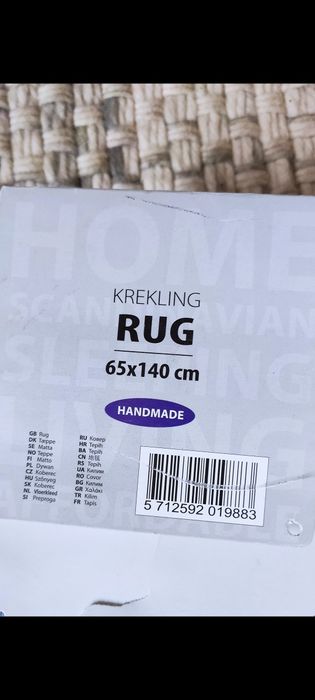 HOME
SCANDINAVIAN
SLEEPING
LIVING
KREKLING
RUG
65x140 cm
HANDMADE
GB Rug
DK Tæppe
SE Matta
NO Teppe
FI Matto
PL Dywan
CZ Koberec
HU Szőnyeg
SK Koberec
NL Vloerkleed
SI Preproga
RU Ковер
HR Tepih
BA Tepih
CN 地毯
RS Tepih
UA Килим
RO Covor
BG Килим
GR Χαλάκι
TR Kilim
FR Tapis
5 712592 019883